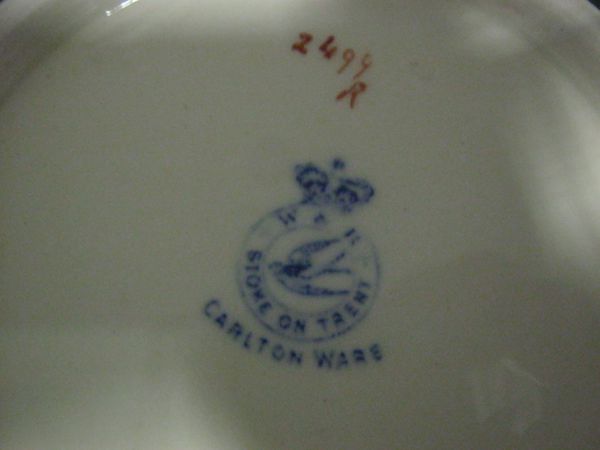 2499
R
W & R
STOKE ON TRENT
CARLTON WARE